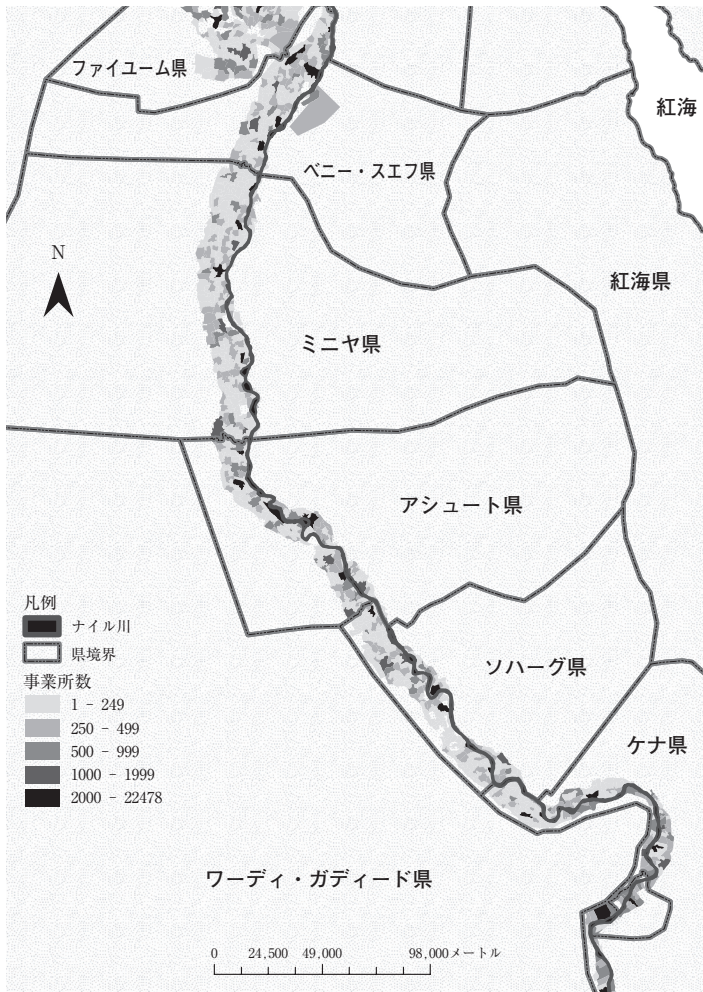 ファイユーム県
紅海
ベニー・スエフ県
N
紅海県
ミニヤ県
アシュート県
凡例
ナイル川
県境界
事業所数
1 - 249
250 - 499
500 - 999
1000 - 1999
2000 - 22478
ソハーグ県
ケナ県
ワーディ・ガディード県
0 24,500 49,000 98,000メートル